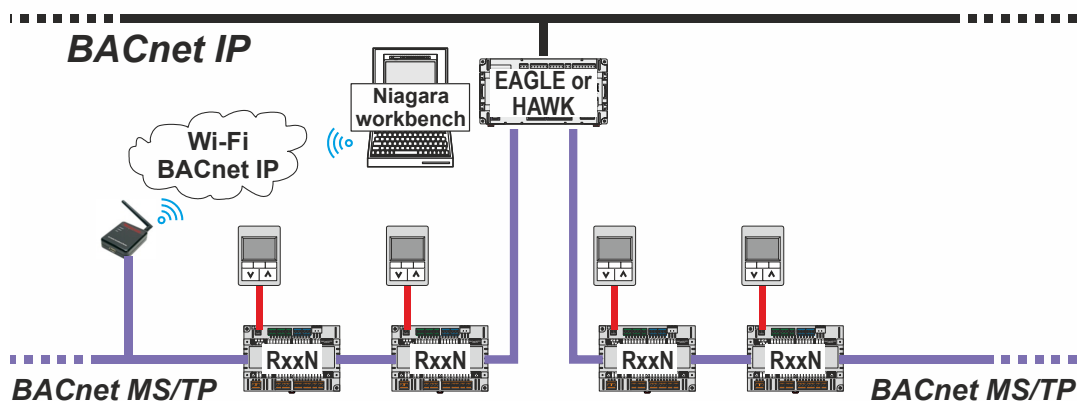 BACnet IP
EAGLE or
HAWK
Niagara
workbench
Wi-Fi
BACnet IP
RxxN
RxxN
RxxN
RxxN
BACnet MS/TP
BACnet MS/TP